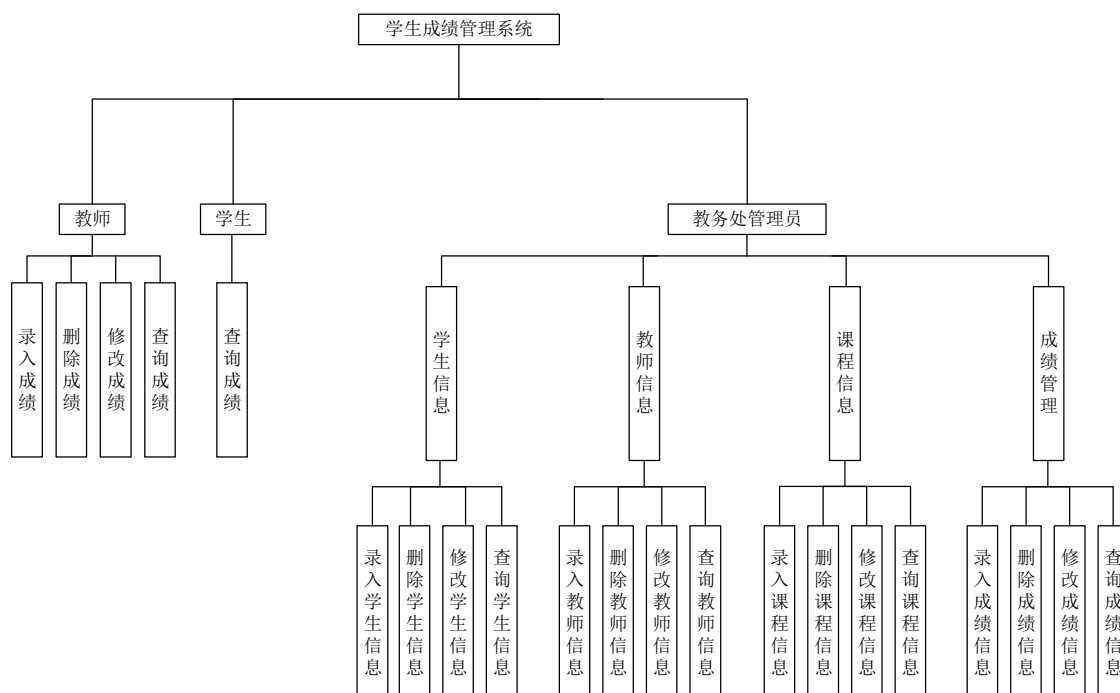 学生成绩管理系统
教师
学生
教务处管理员
录入成绩
删除成绩
修改成绩
查询成绩
查询成绩
学生信息
教师信息
课程信息
成绩管理
录入学生信息
删除学生信息
修改学生信息
查询学生信息
录入教师信息
删除教师信息
修改教师信息
查询教师信息
录入课程信息
删除课程信息
修改课程信息
查询课程信息
录入成绩信息
删除成绩信息
修改成绩信息
查询成绩信息